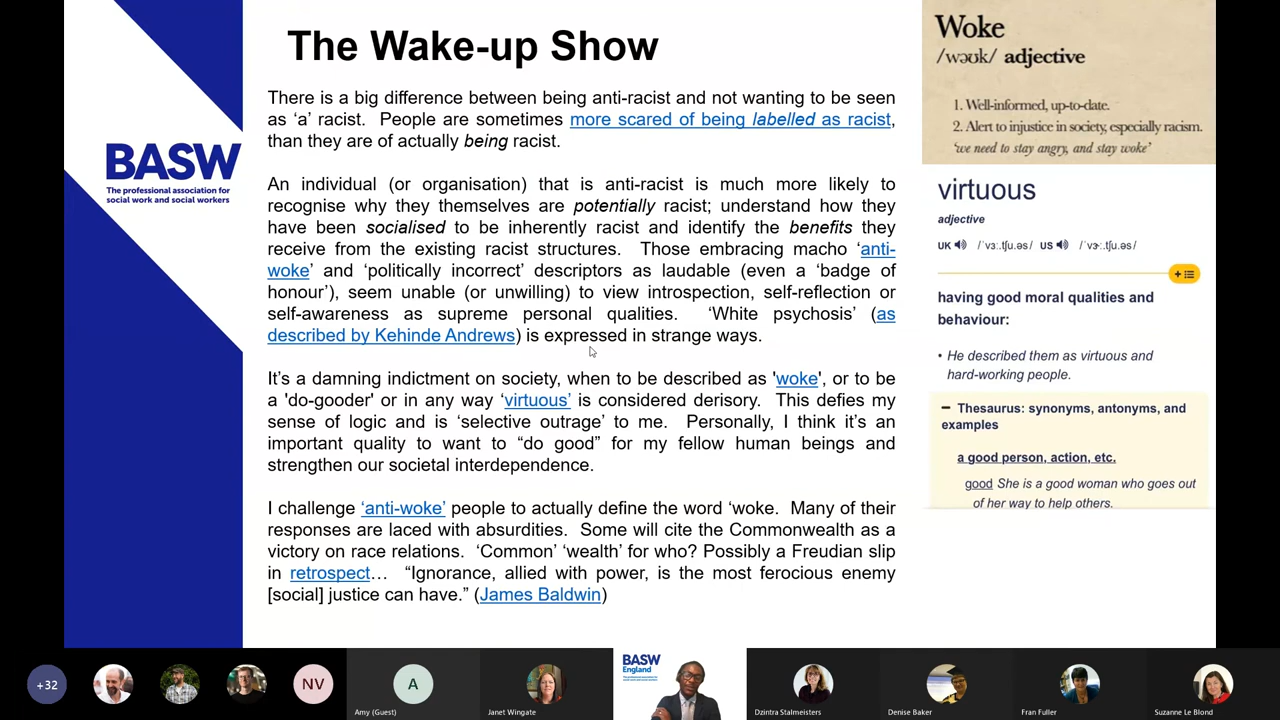 The Wake-up Show
There is a big difference between being anti-racist and not wanting to be seen
as ‘a’ racist. People are sometimes more scared of being labelled as racist,
than they are of actually being racist.
An individual (or organisation) that is anti-racist is much more likely to
recognise why they themselves are potentially racist; understand how they
have been socialised to be inherently racist and identify the benefits they
receive from the existing racist structures. Those embracing macho ‘anti-
woke’ and ‘politically incorrect’ descriptors as laudable (even a ‘badge of
honour’), seem unable (or unwilling) to view introspection, self-reflection or
self-awareness as supreme personal qualities. ‘White psychosis’ (as
described by Kehinde Andrews) is expressed in strange ways.
It’s a damning indictment on society, when to be described as 'woke', or to be
a 'do-gooder' or in any way ‘virtuous’ is considered derisory. This defies my
sense of logic and is ‘selective outrage’ to me. Personally, I think it’s an
important quality to want to “do good” for my fellow human beings and
strengthen our societal interdependence.
I challenge ‘anti-woke’ people to actually define the word ‘woke. Many of their
responses are laced with absurdities. Some will cite the Commonwealth as a
victory on race relations. ‘Common’ ‘wealth’ for who? Possibly a Freudian slip
in retrospect… “Ignorance, allied with power, is the most ferocious enemy
[social] justice can have.” (James Baldwin)
BASW
The professional association for
social work and social workers
Woke
/wəʊk/ adjective
1. Well-informed, up-to-date.
2. Alert to injustice in society, especially racism.
‘we need to stay angry, and stay woke’
virtuous
adjective
UK /ˈvɜː.tʃu.əs/ US /ˈvɝː.tʃu.əs/
having good moral qualities and
behaviour:
• He described them as virtuous and
hard-working people.
− Thesaurus: synonyms, antonyms, and
examples
a good person, action, etc.
good She is a good woman who goes out
of her way to help others.
+32
NV
A
Amy (Guest)
Janet Wingate
BASW
England
Dzintra Stalmeisters
Denise Baker
Fran Fuller
Suzanne Le Blond